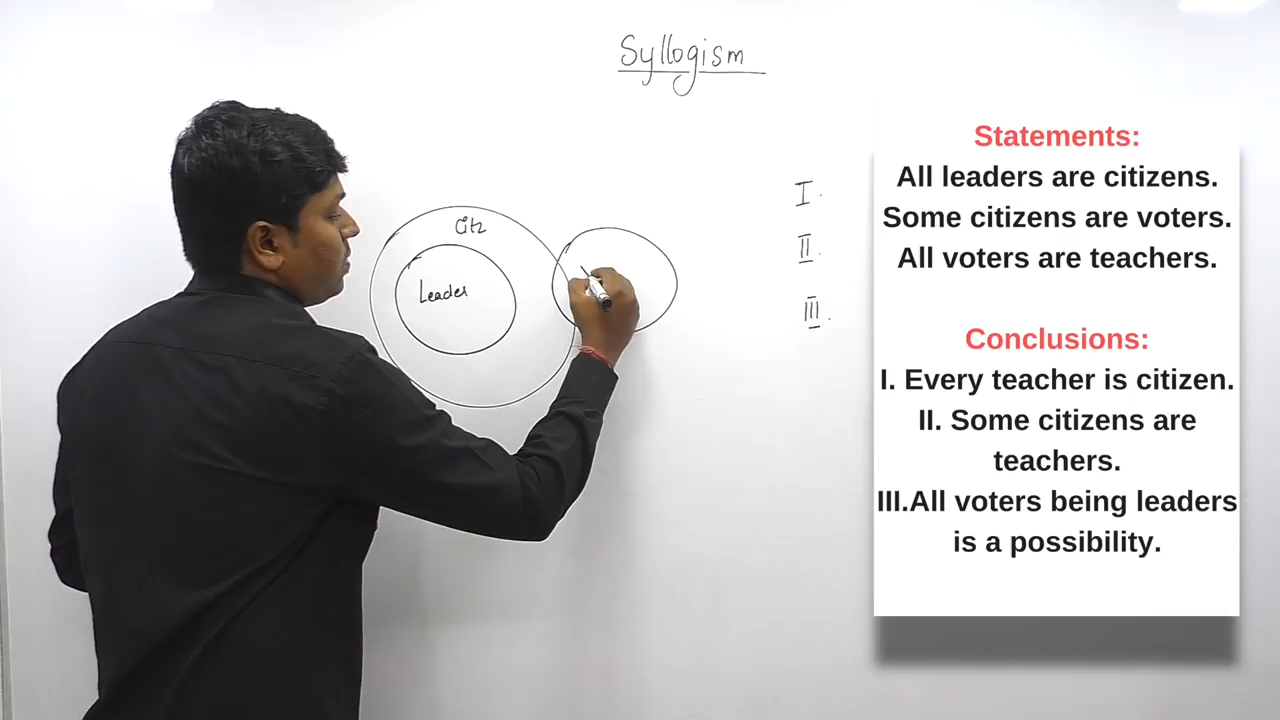 Syllogism
Citz
Leader
I.
II.
III.
Statements:
All leaders are citizens.
Some citizens are voters.
All voters are teachers.
Conclusions:
I. Every teacher is citizen.
II. Some citizens are
teachers.
III.All voters being leaders
is a possibility.